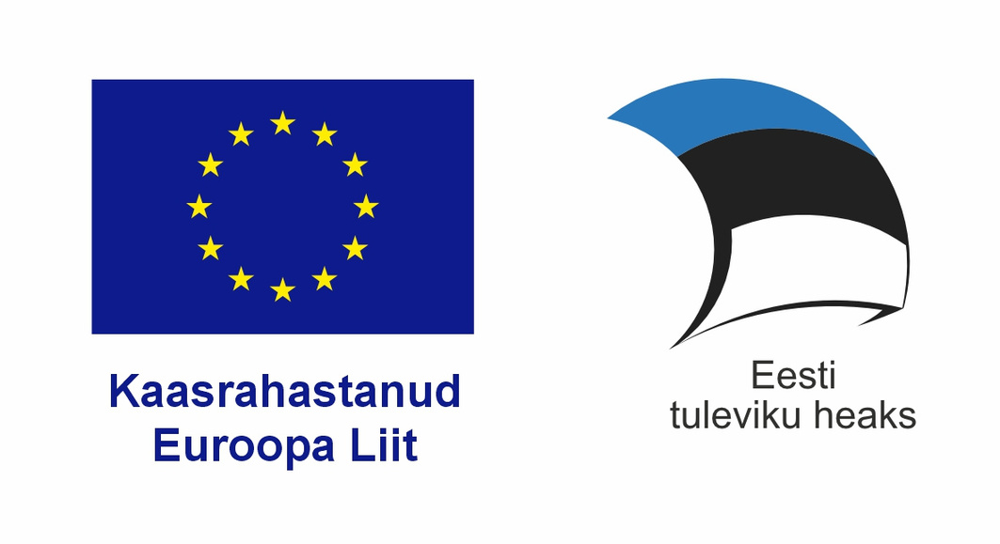 Kaasrahastanud
Euroopa Liit
Eesti
tuleviku heaks